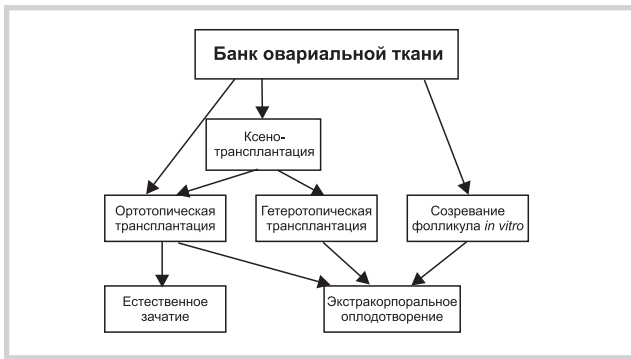 Банк овариальной ткани
Ксено-
трансплантация
Ортотопическая
трансплантация
Гетеротопическая
трансплантация
Созревание
фолликула in vitro
Естественное
зачатие
Экстракорпоральное
оплодотворение